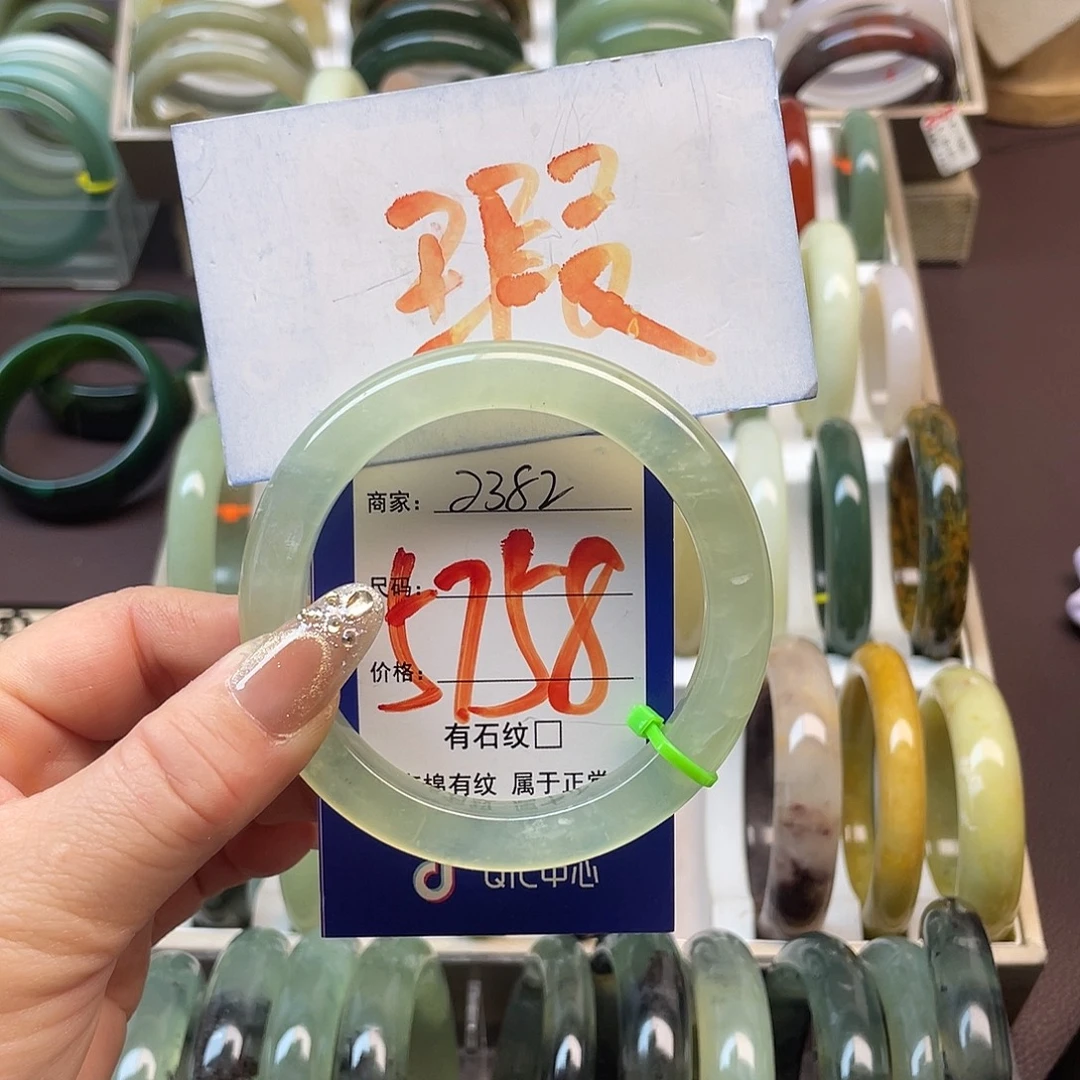 瑕
商家： 2382
尺码：
5258
价格：
有石纹□
棉有纹 属于正常
QIC中心